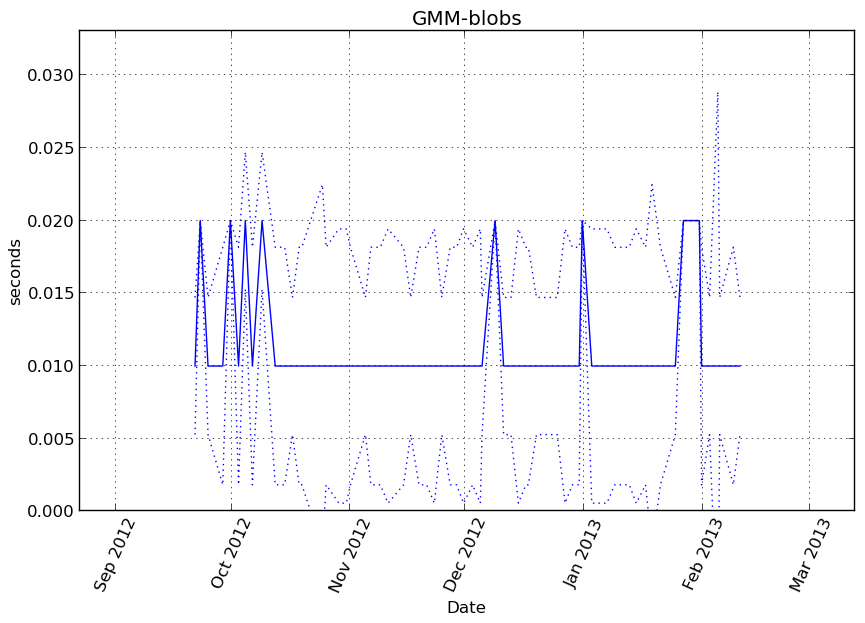 GMM-blobs
0.030
0.025
0.020
0.015
0.010
0.005
0.000
seconds
Sep 2012
Oct 2012
Nov 2012
Dec 2012
Jan 2013
Feb 2013
Mar 2013
Date